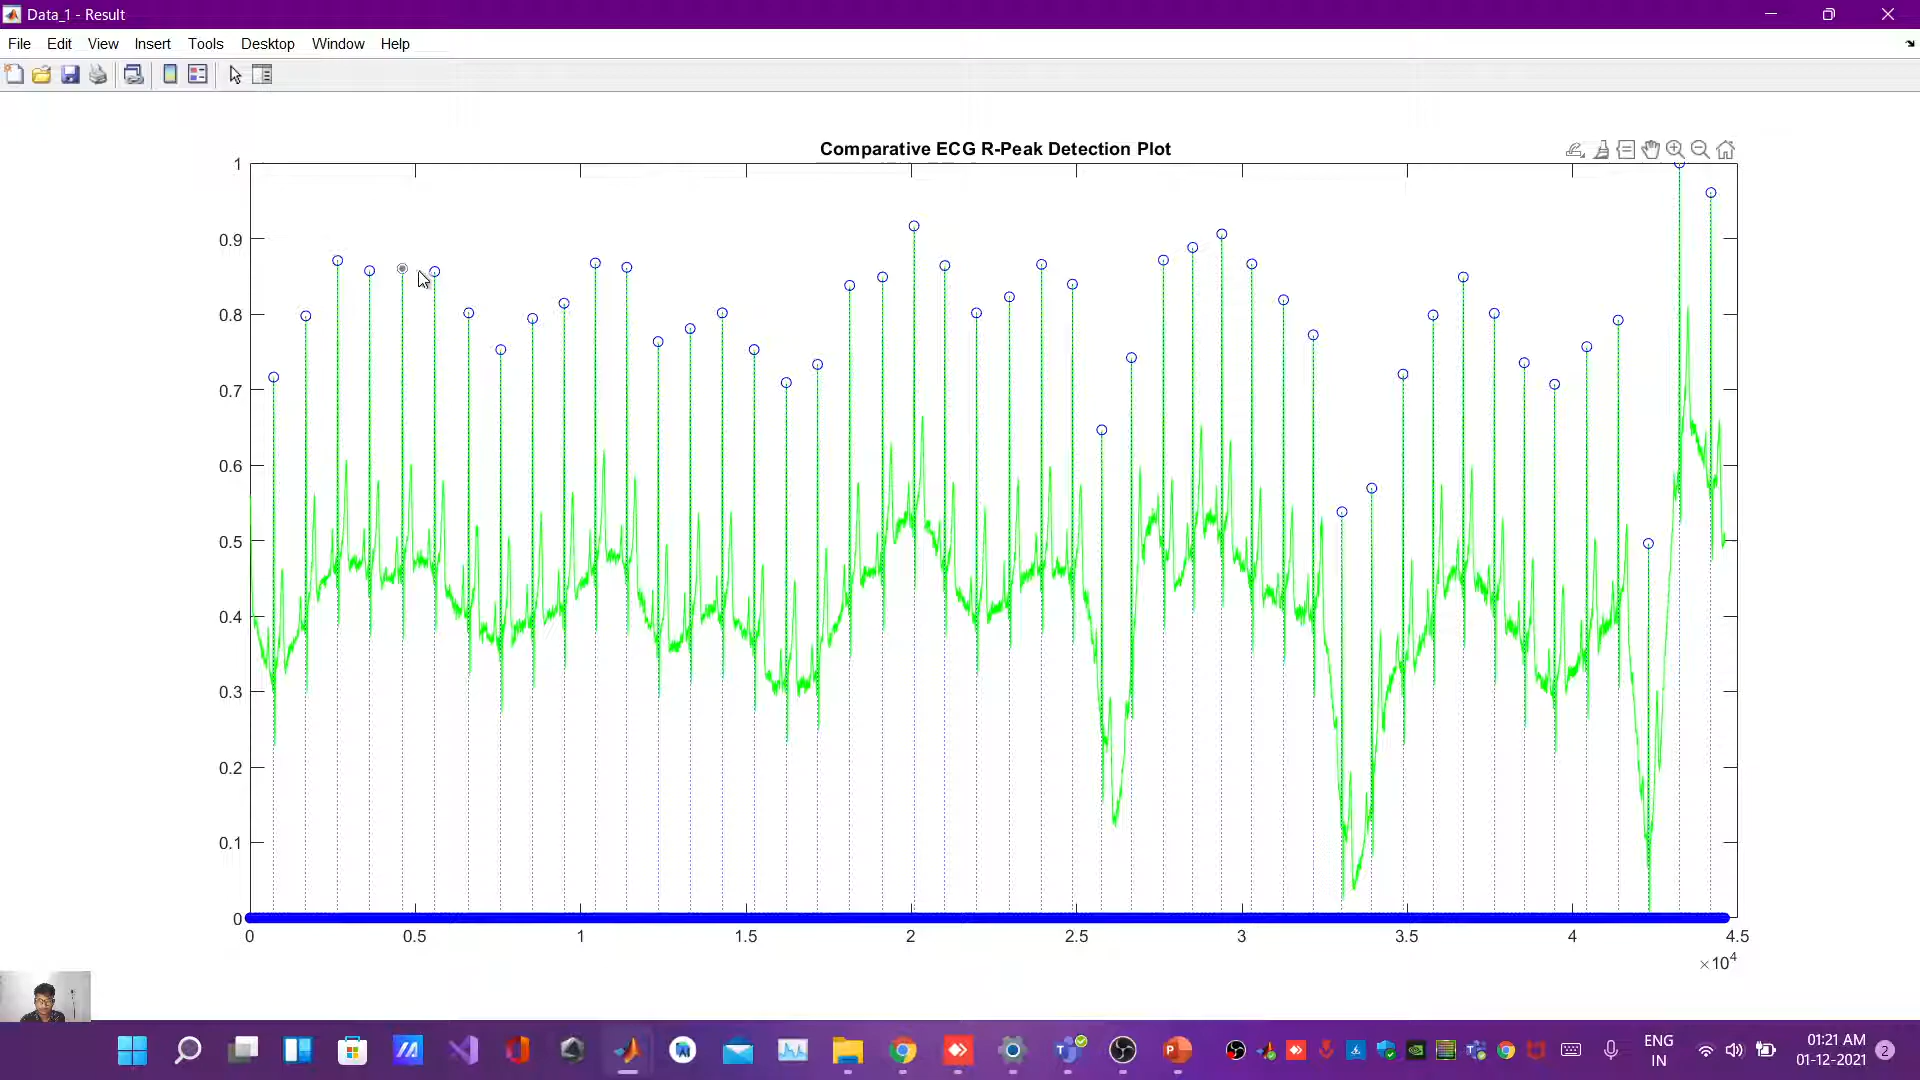 Data_1 - Result
File Edit View Insert Tools Desktop Window Help
Comparative ECG R-Peak Detection Plot
1
0.9
0.8
0.7
0.6
0.5
0.4
0.3
0.2
0.1
0
0 0.5 1 1.5 2 2.5 3 3.5 4 4.5
×10⁴
ENG
IN
01:21 AM
01-12-2021
2